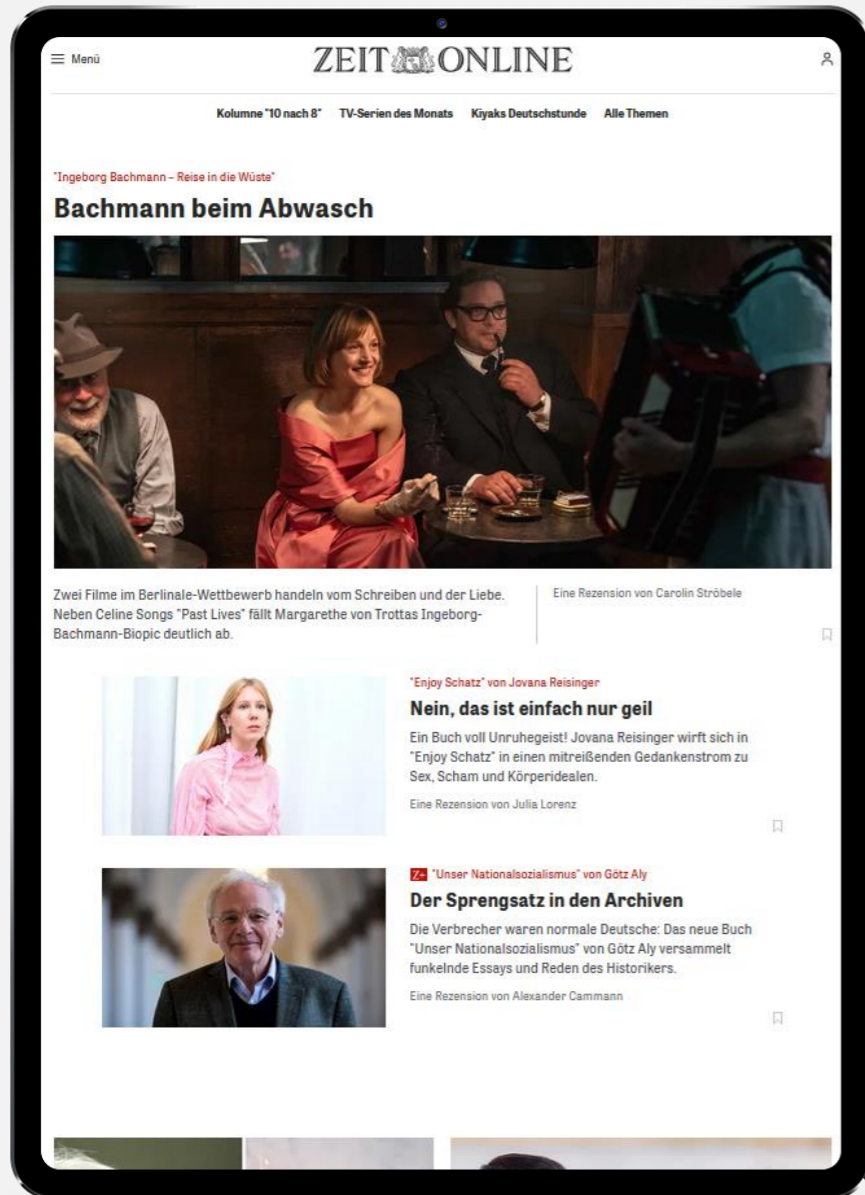 Menü
ZEIT ONLINE
Kolumne "10 nach 8" TV-Serien des Monats Kiyaks Deutschstunde Alle Themen
"Ingeborg Bachmann – Reise in die Wüste"
Bachmann beim Abwasch
Zwei Filme im Berlinale-Wettbewerb handeln vom Schreiben und der Liebe.
Neben Celine Songs "Past Lives" fällt Margarethe von Trottas Ingeborg-
Bachmann-Biopic deutlich ab.
Eine Rezension von Carolin Ströbele
"Enjoy Schatz" von Jovana Reisinger
Nein, das ist einfach nur geil
Ein Buch voll Unruhegeist! Jovana Reisinger wirft sich in
"Enjoy Schatz" in einen mitreißenden Gedankenstrom zu
Sex, Scham und Körperidealen.
Eine Rezension von Julia Lorenz
Z+ "Unser Nationalsozialismus" von Götz Aly
Der Sprengsatz in den Archiven
Die Verbrecher waren normale Deutsche: Das neue Buch
"Unser Nationalsozialismus" von Götz Aly versammelt
funkelnde Essays und Reden des Historikers.
Eine Rezension von Alexander Cammann